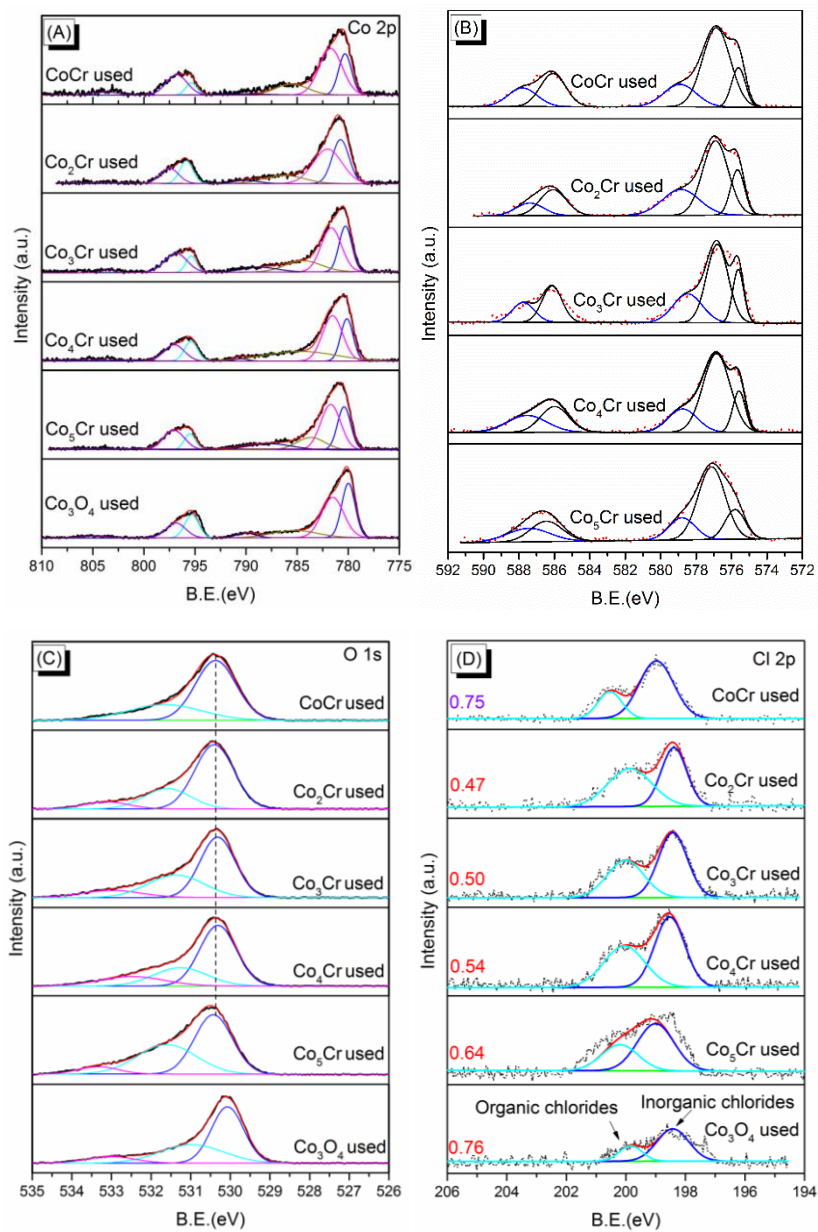 (A)
Co 2p
CoCr used
Co2Cr used
Co3Cr used
Co4Cr used
Co5Cr used
Co3O4 used
Intensity (a.u.)
810 805 800 795 790 785 780 775
B.E.(eV)
(B)
CoCr used
Co2Cr used
Co3Cr used
Co4Cr used
Co5Cr used
Intensity (a.u.)
592 590 588 586 584 582 580 578 576 574 572
B.E.(eV)
(C)
O 1s
CoCr used
Co2Cr used
Co3Cr used
Co4Cr used
Co5Cr used
Co3O4 used
Intensity (a.u.)
535 534 533 532 531 530 529 528 527 526
B.E.(eV)
(D)
Cl 2p
0.75 CoCr used
0.47 Co2Cr used
0.50 Co3Cr used
0.54 Co4Cr used
0.64 Co5Cr used
Organic chlorides Inorganic chlorides
0.76 Co3O4 used
Intensity (a.u.)
206 204 202 200 198 196 194
B.E.(eV)